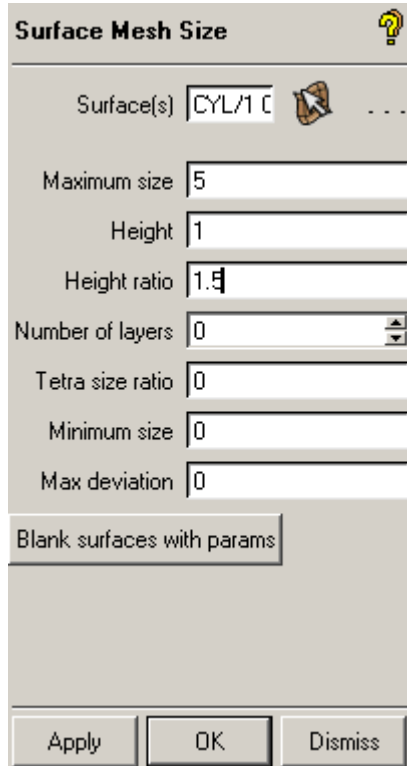 Surface Mesh Size
Surface(s) CYL/1 ...
Maximum size 5
Height 1
Height ratio 1.5
Number of layers 0
Tetra size ratio 0
Minimum size 0
Max deviation 0
Blank surfaces with params
Apply OK Dismiss